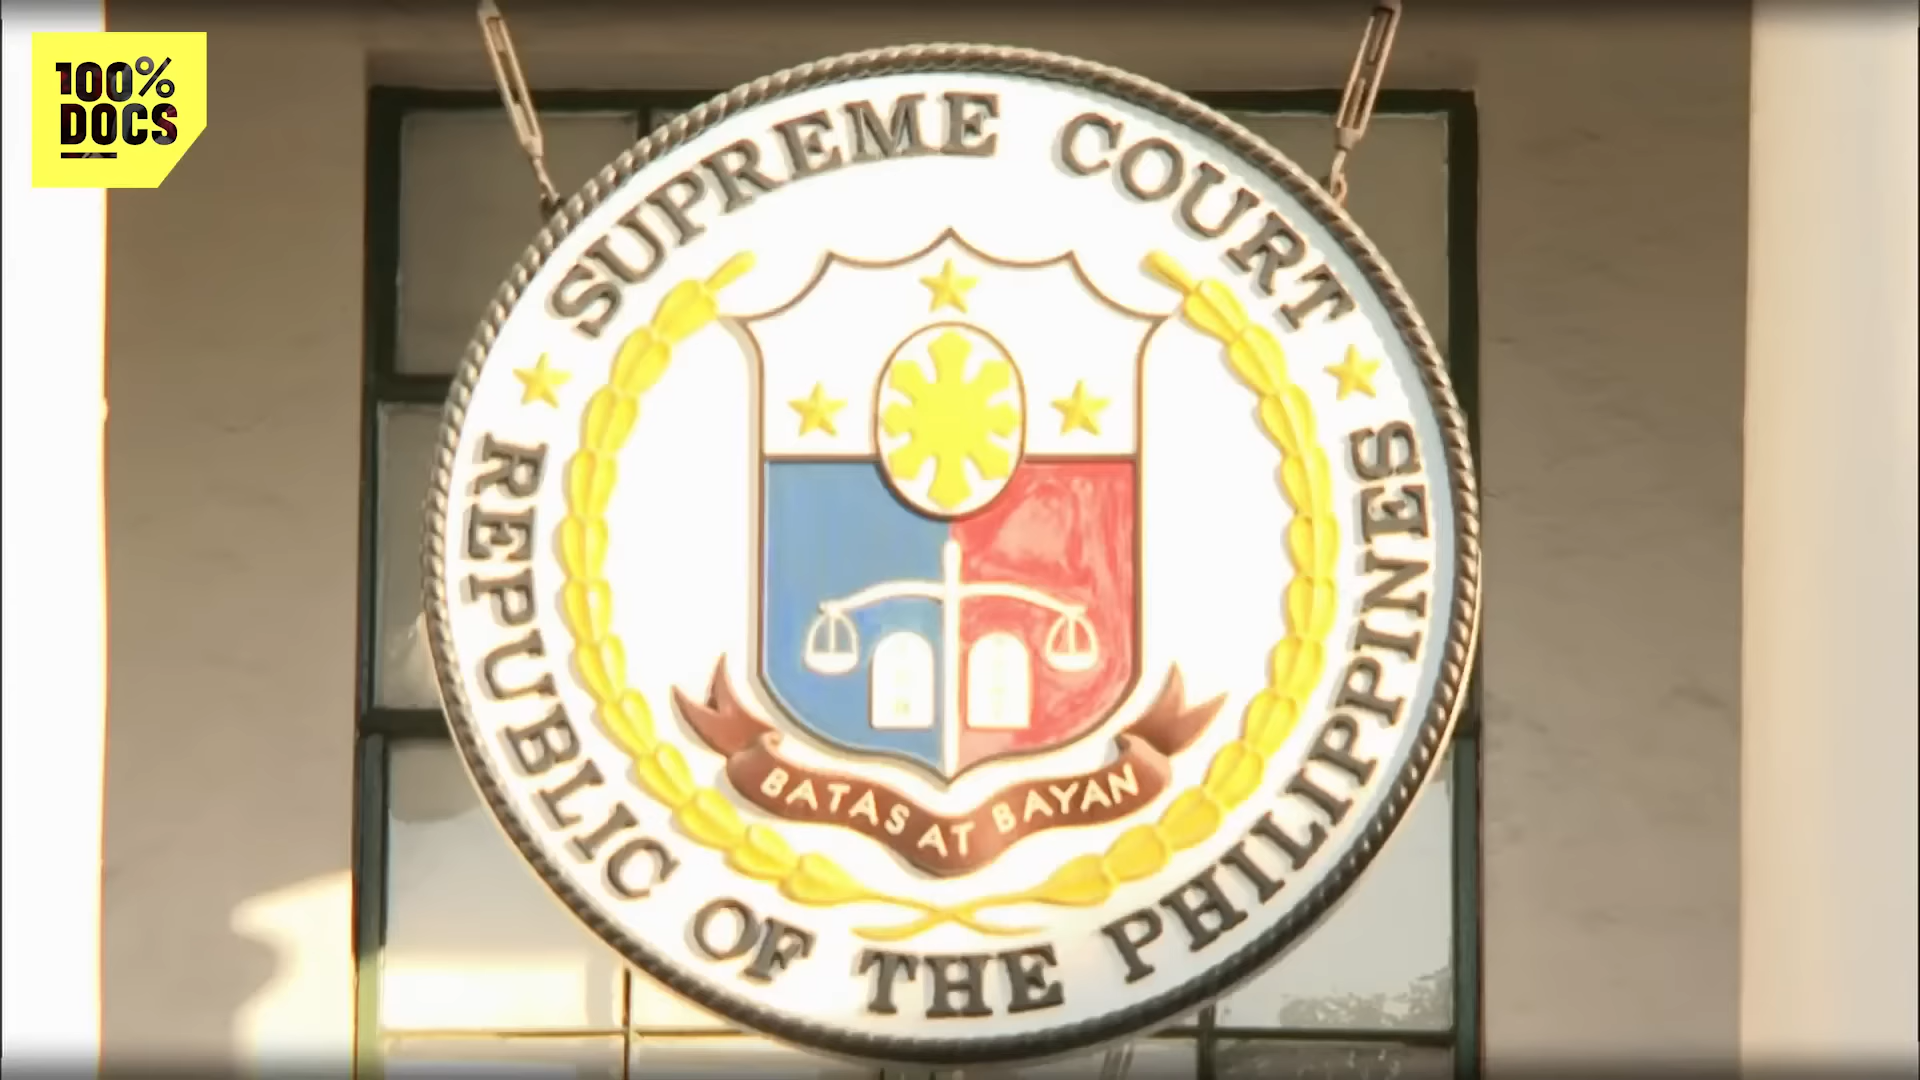 100%
DOCS
SUPREME COURT
REPUBLIC OF THE PHILIPPINES
BATAS AT BAYAN